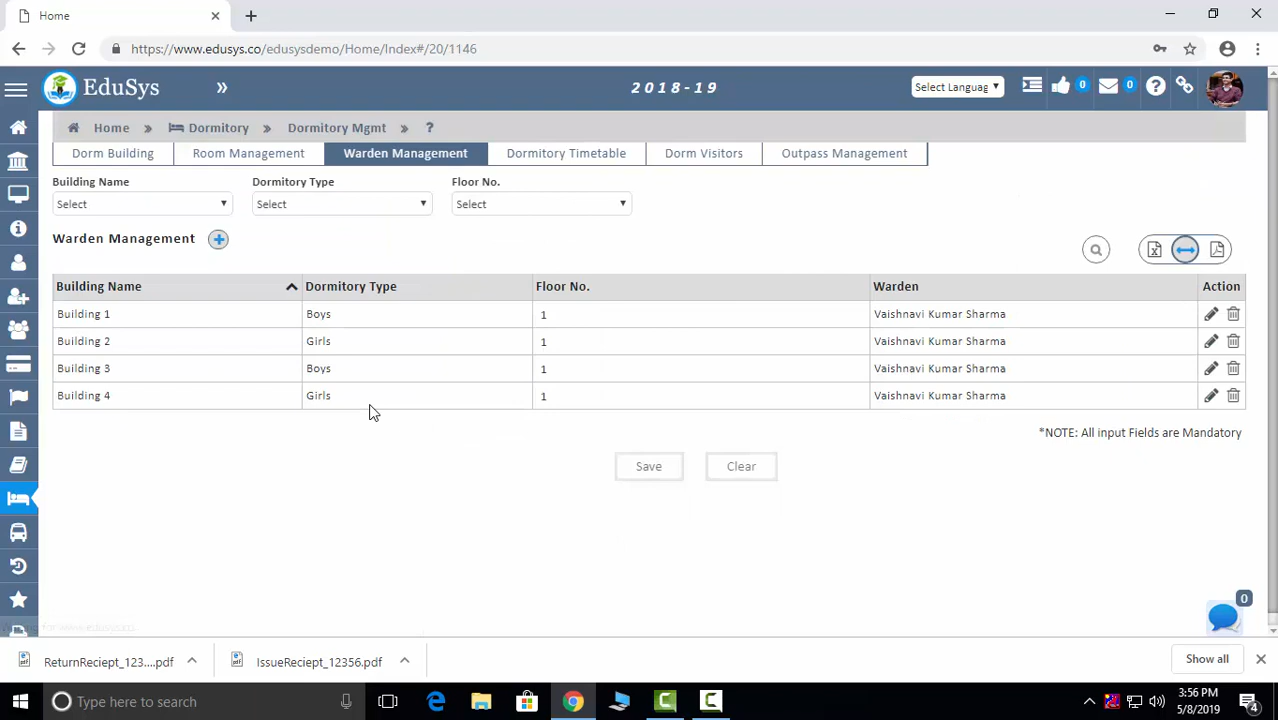 Home
https://www.edusys.co/edusysdemo/Home/Index#/20/1146
EduSys » 2018-19 Select Languag 0 0
Home » Dormitory » Dormitory Mgmt » ?
Dorm Building Room Management Warden Management Dormitory Timetable Dorm Visitors Outpass Management
Building Name Dormitory Type Floor No.
Select Select Select
Warden Management
Building Name Dormitory Type Floor No. Warden Action
Building 1 Boys 1 Vaishnavi Kumar Sharma
Building 2 Girls 1 Vaishnavi Kumar Sharma
Building 3 Boys 1 Vaishnavi Kumar Sharma
Building 4 Girls 1 Vaishnavi Kumar Sharma
*NOTE: All input Fields are Mandatory
Save Clear
0
ReturnReciept_123....pdf IssueReciept_12356.pdf Show all
Type here to search 3:56 PM
5/8/2019 4